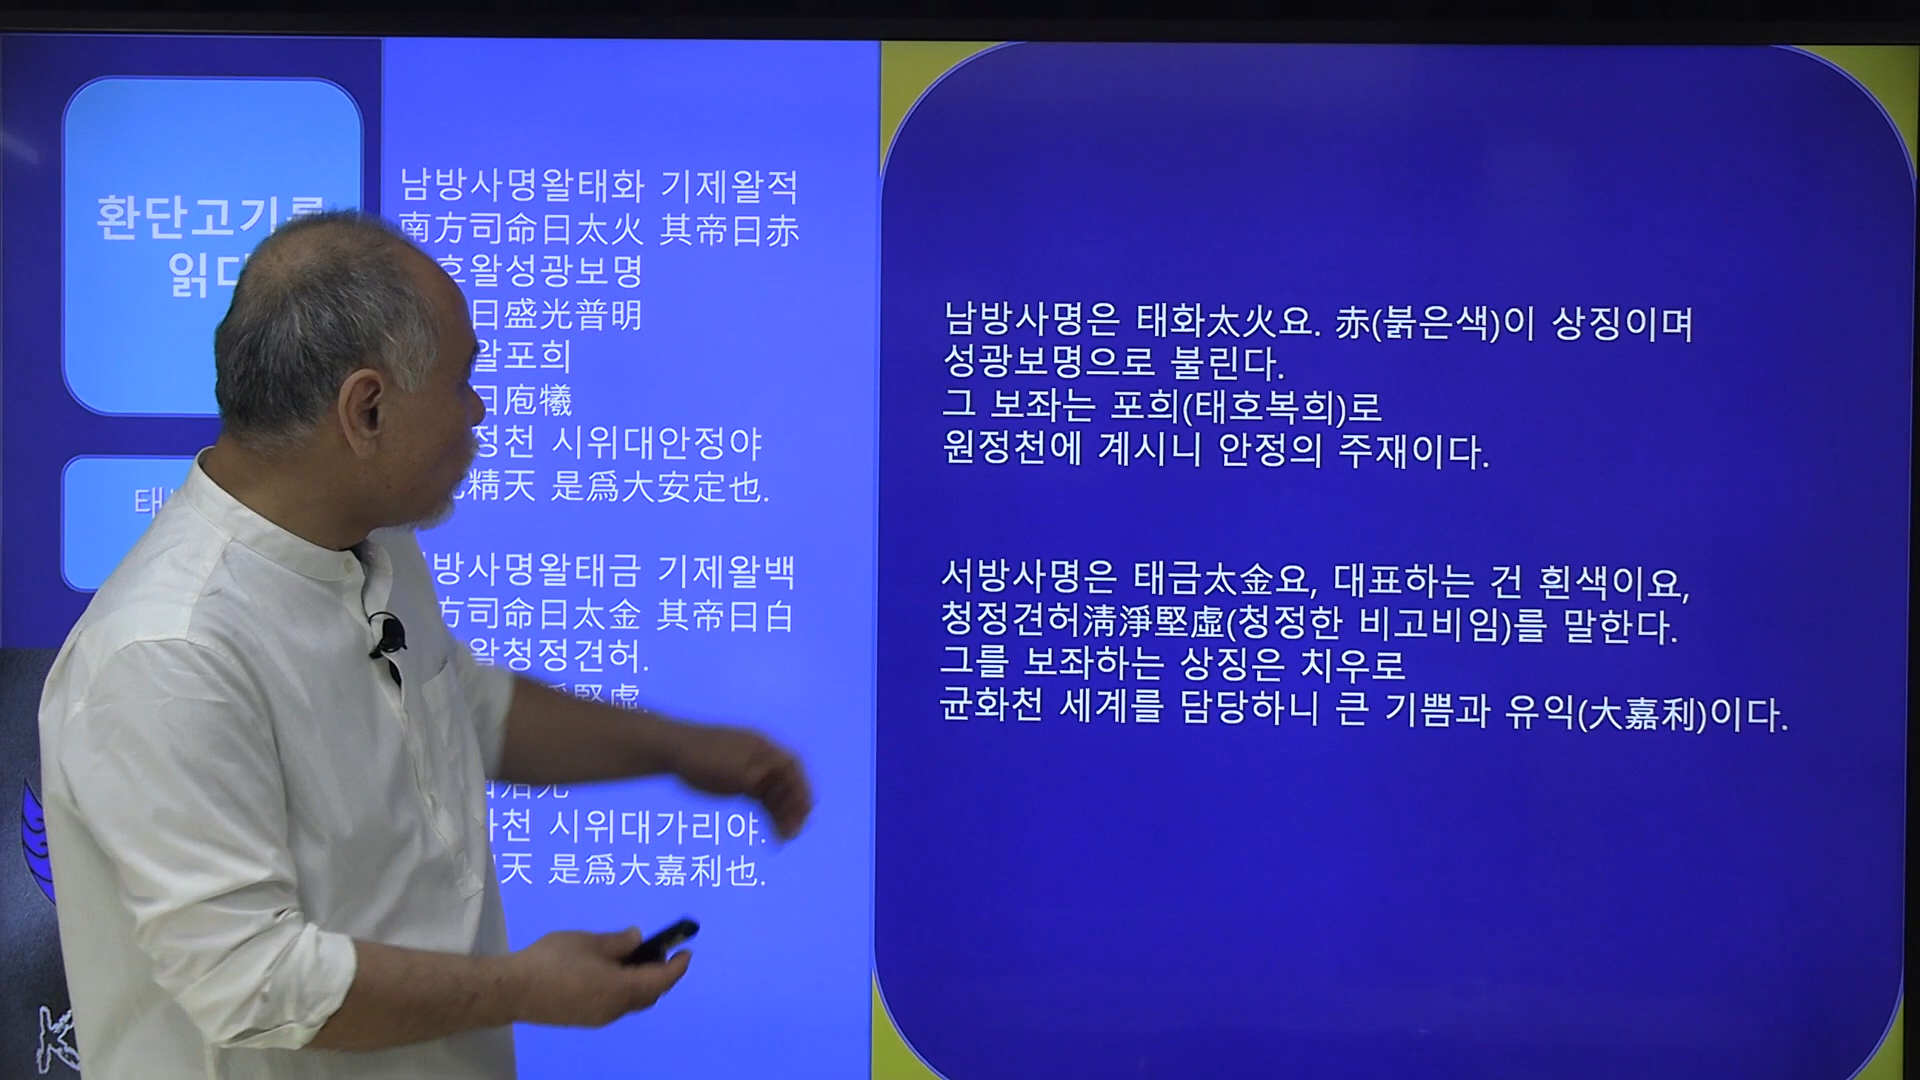 환단고기를
읽다
태
남방사명왈태화 기제왈적
南方司命曰太火 其帝曰赤
호왈성광보명
曰盛光普明
왈포희
曰庖犧
정천 시위대안정야
精天 是爲大安定也.
방사명왈태금 기제왈백
方司命曰太金 其帝曰白
왈청정견허.
淨堅虛.
천 시위대가리야.
天 是爲大嘉利也.
남방사명은 태화太火요. 赤(붉은색)이 상징이며
성광보명으로 불린다.
그 보좌는 포희(태호복희)로
원정천에 계시니 안정의 주재이다.
서방사명은 태금太金요, 대표하는 건 흰색이요,
청정견허淸淨堅虛(청정한 비고비임)를 말한다.
그를 보좌하는 상징은 치우로
균화천 세계를 담당하니 큰 기쁨과 유익(大嘉利)이다.